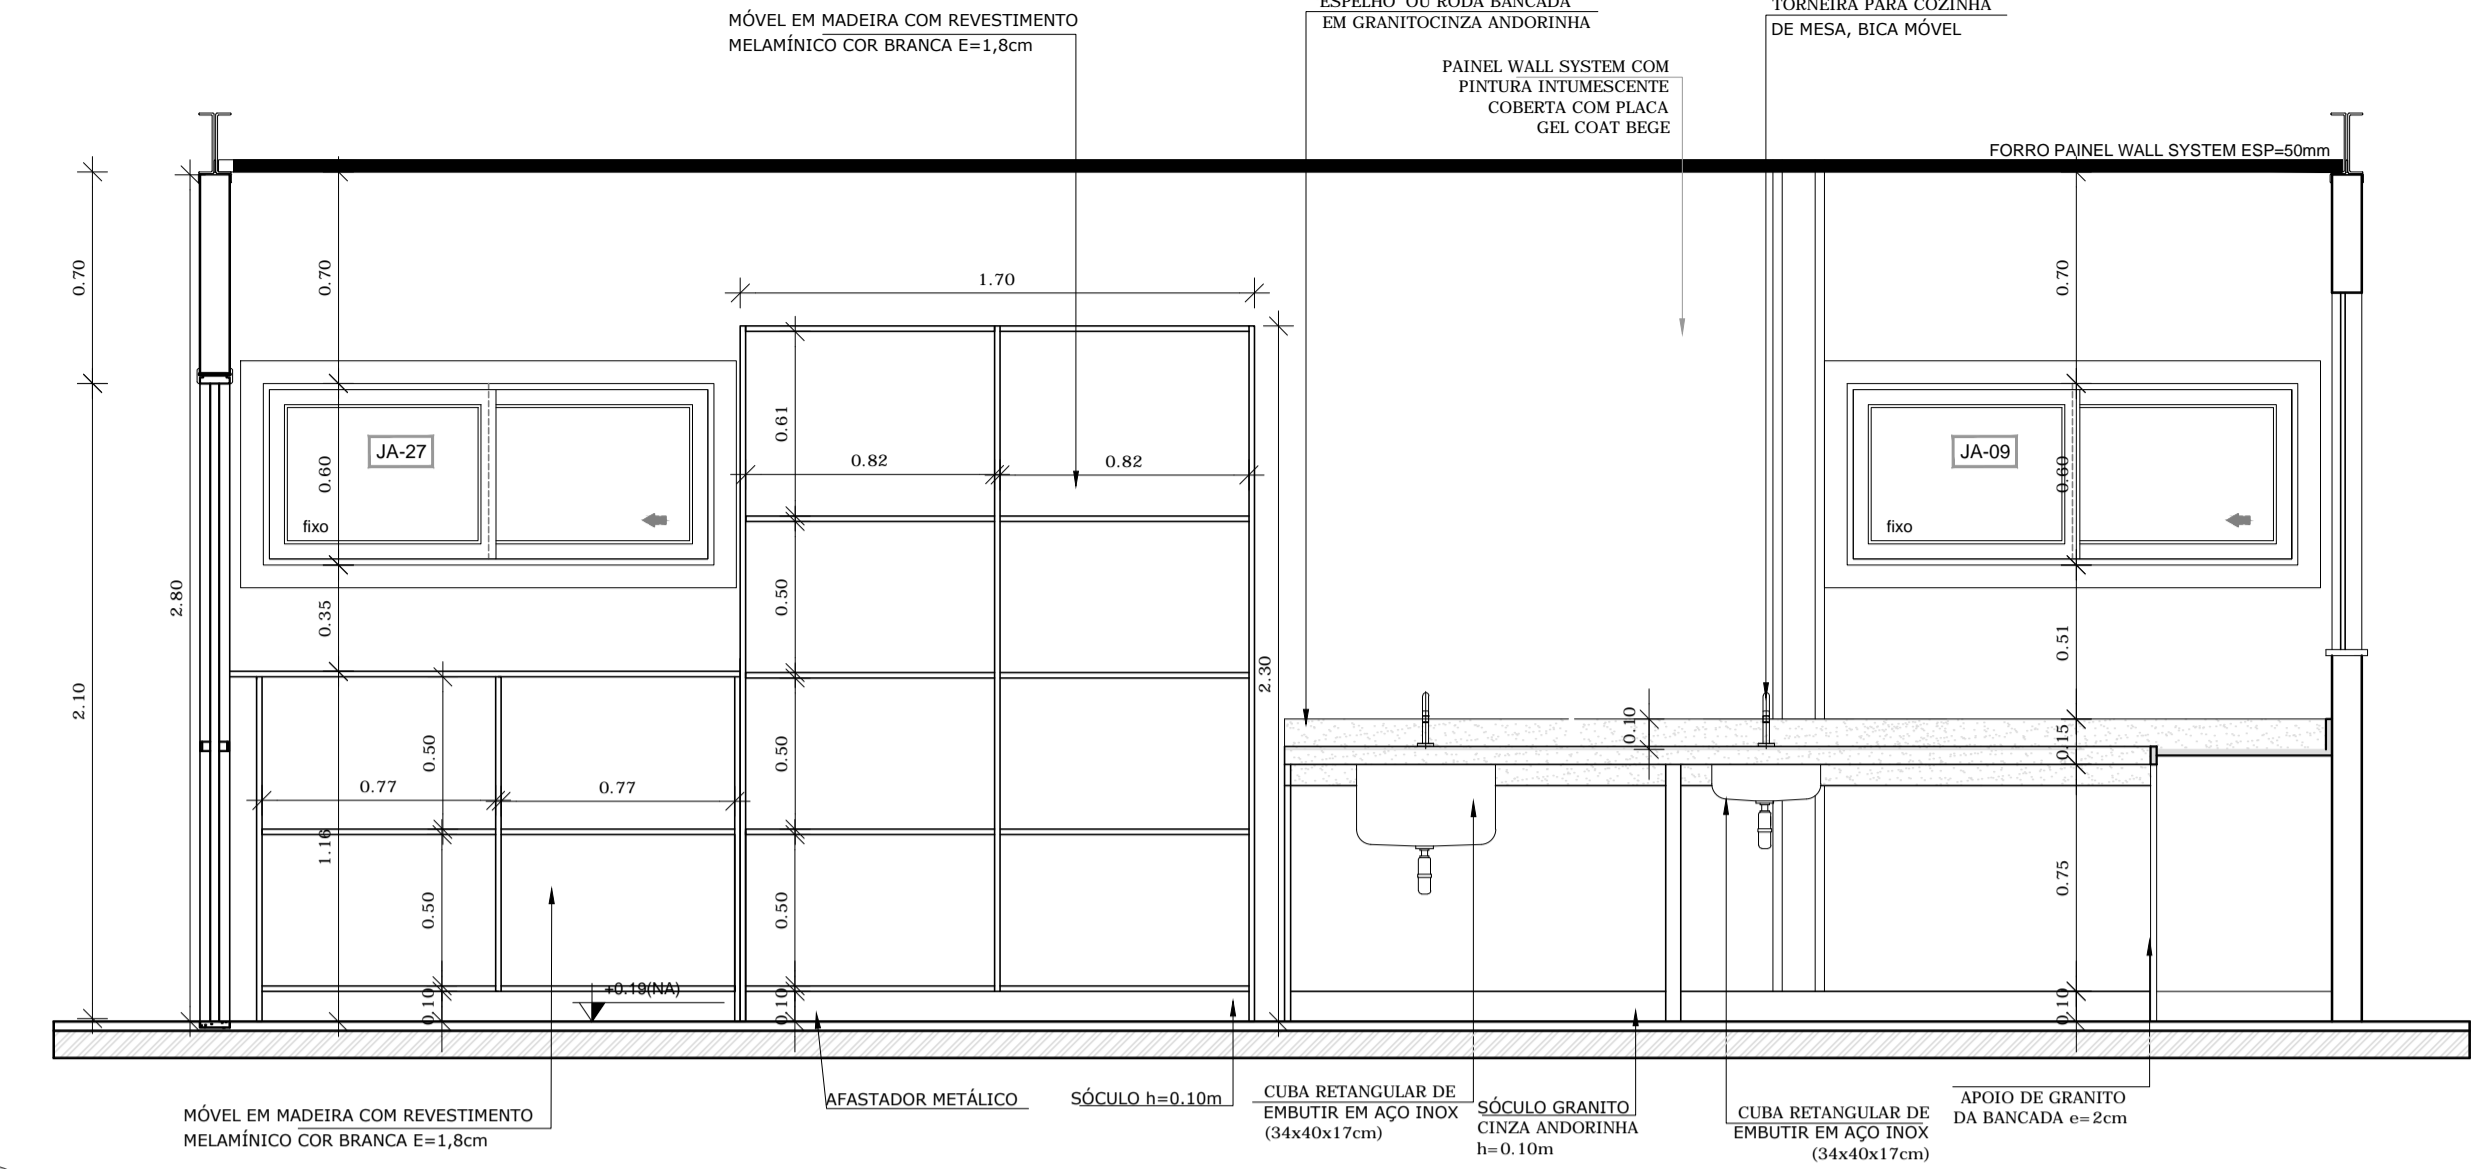 ESPELHO OU RODA BANCADA
EM GRANITOCINZA ANDORINHA
TORNEIRA PARA COZINHA
DE MESA, BICA MÓVEL
MÓVEL EM MADEIRA COM REVESTIMENTO
MELAMÍNICO COR BRANCA E=1,8cm
PAINEL WALL SYSTEM COM
PINTURA INTUMESCENTE
COBERTA COM PLACA
GEL COAT BEGE
FORRO PAINEL WALL SYSTEM ESP=50mm
0.70
0.70
1.70
0.70
0.61
JA-27
0.82
0.82
JA-09
0.60
0.60
fixo
fixo
2.80
0.35
0.50
0.51
2.10
2.30
0.10
0.15
0.50
0.50
0.77
0.77
1.16
0.50
0.50
0.75
+0.19(NA)
0.10
0.10
0.10
MÓVEL EM MADEIRA COM REVESTIMENTO
MELAMÍNICO COR BRANCA E=1,8cm
AFASTADOR METÁLICO
SÓCULO h=0.10m
CUBA RETANGULAR DE
EMBUTIR EM AÇO INOX
(34x40x17cm)
SÓCULO GRANITO
CINZA ANDORINHA
h=0.10m
CUBA RETANGULAR DE
EMBUTIR EM AÇO INOX
(34x40x17cm)
APOIO DE GRANITO
DA BANCADA e=2cm